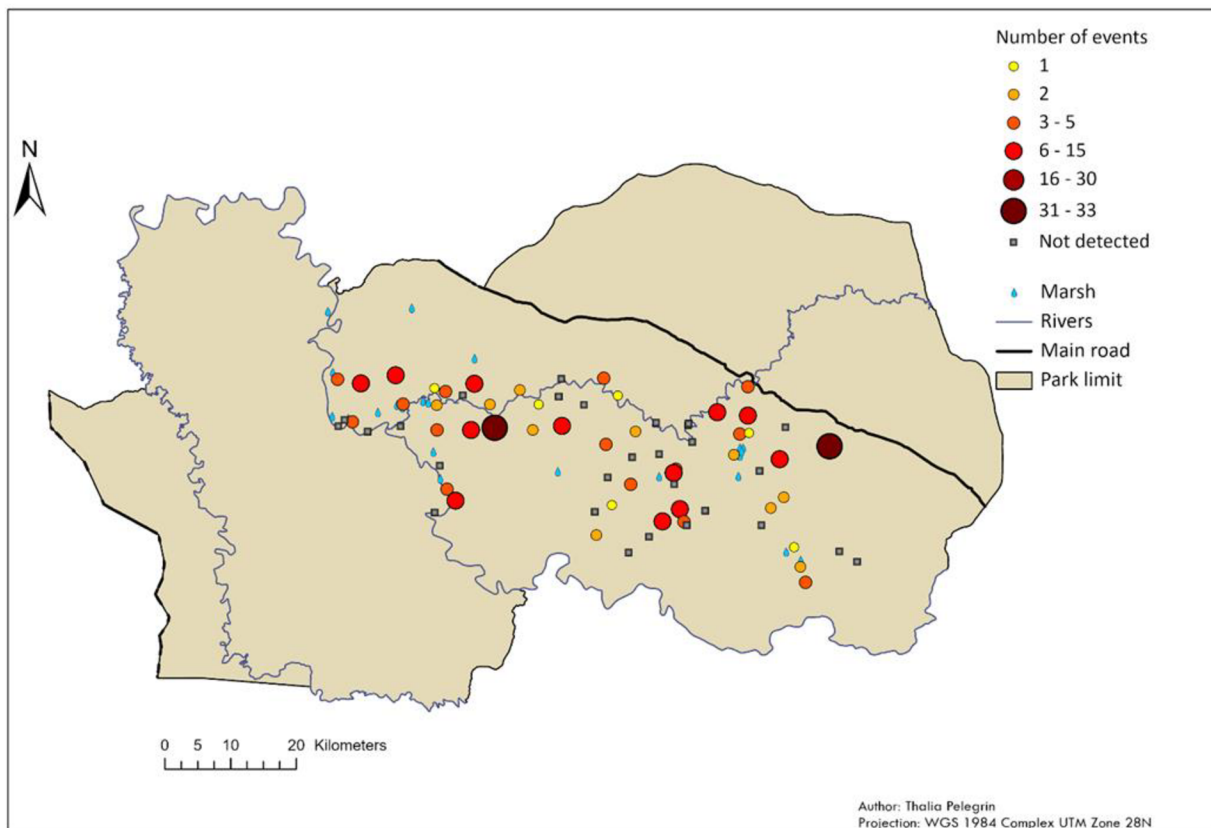 Number of events
1
2
3 - 5
6 - 15
16 - 30
31 - 33
Not detected
Marsh
Rivers
Main road
Park limit
N
0 5 10 20 Kilometers
Author: Thalia Pelegrin
Projection: WGS 1984 Complex UTM Zone 28N